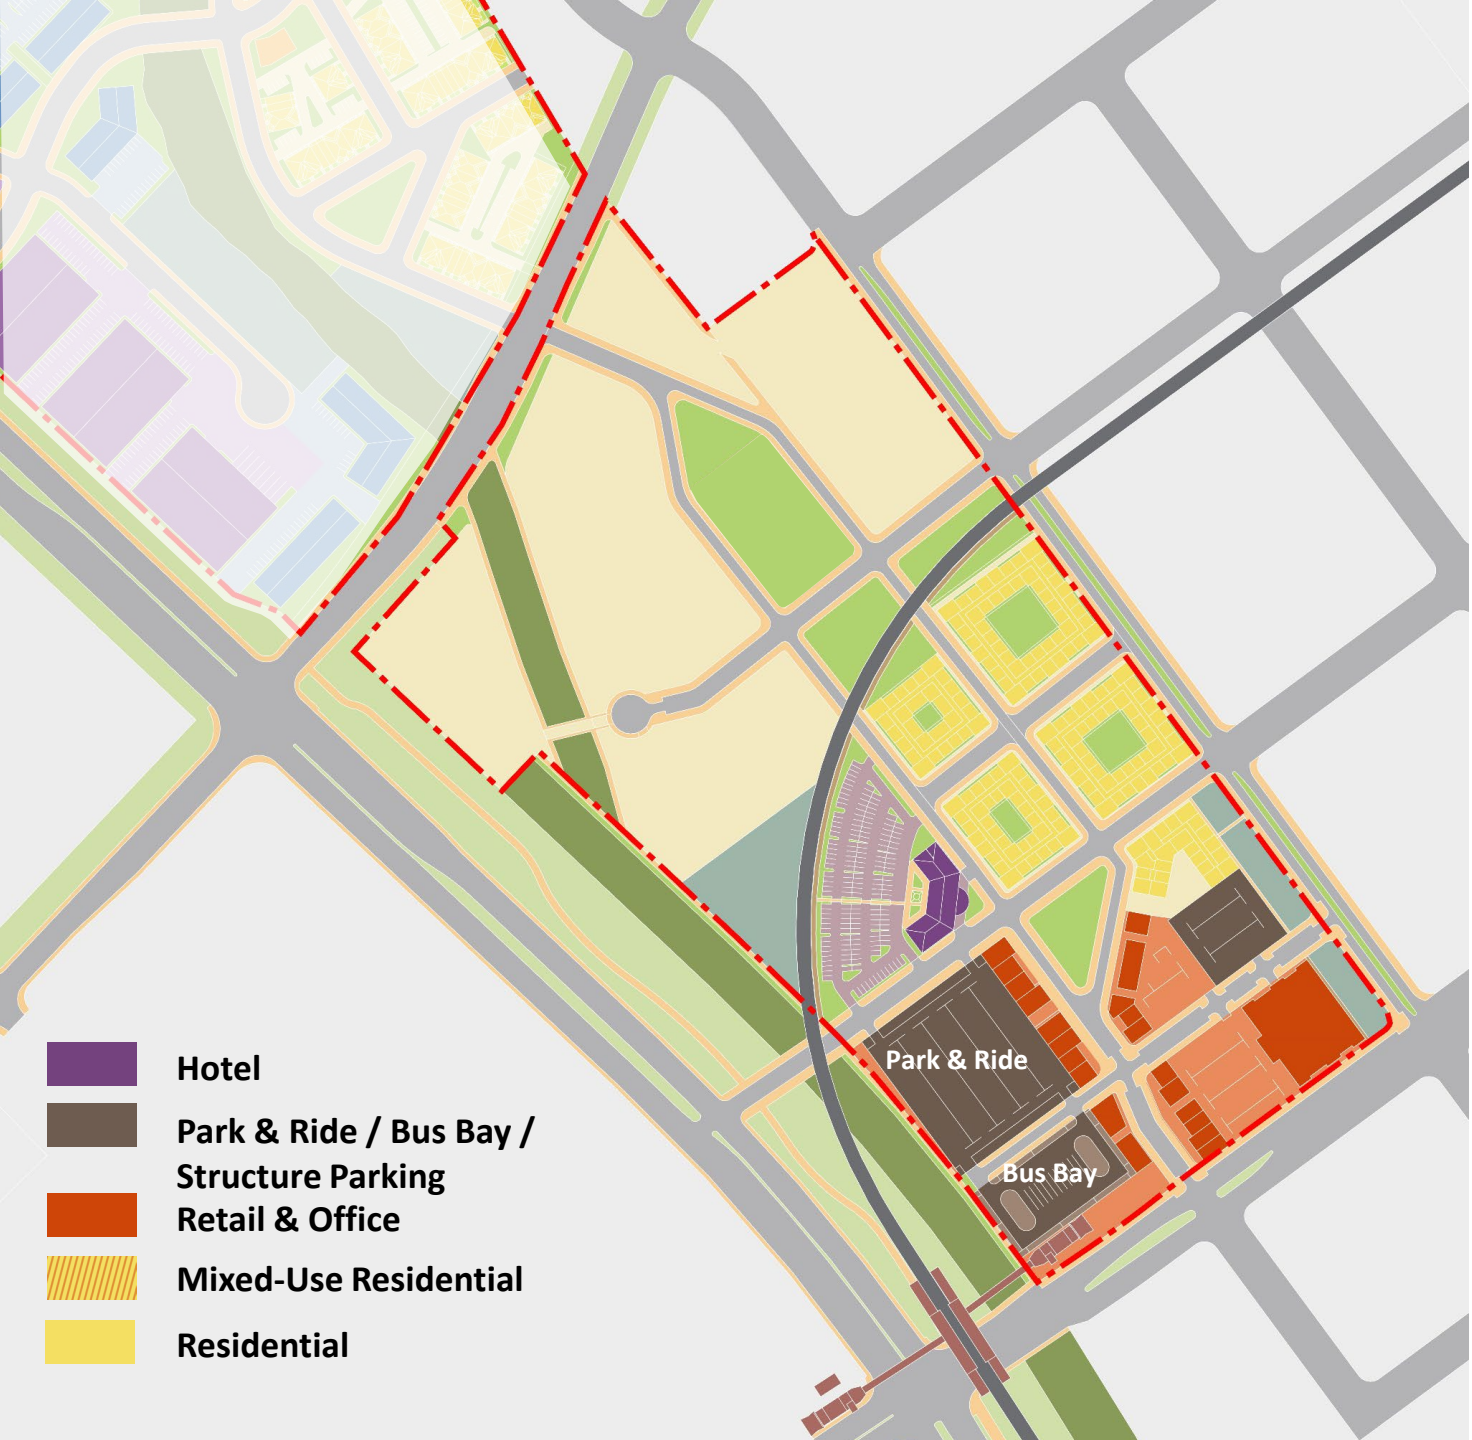 Park & Ride
Bus Bay
Hotel
Park & Ride / Bus Bay /
Structure Parking
Retail & Office
Mixed-Use Residential
Residential